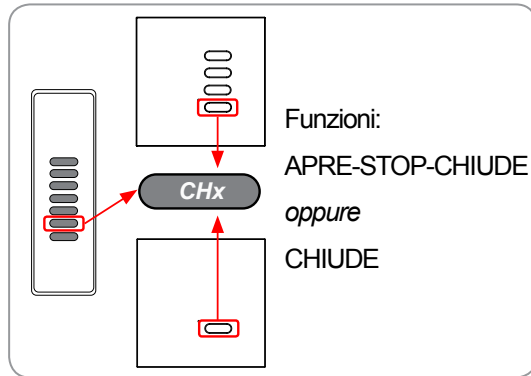 CHx
Funzioni:
APRE-STOP-CHIUDE
oppure
CHIUDE